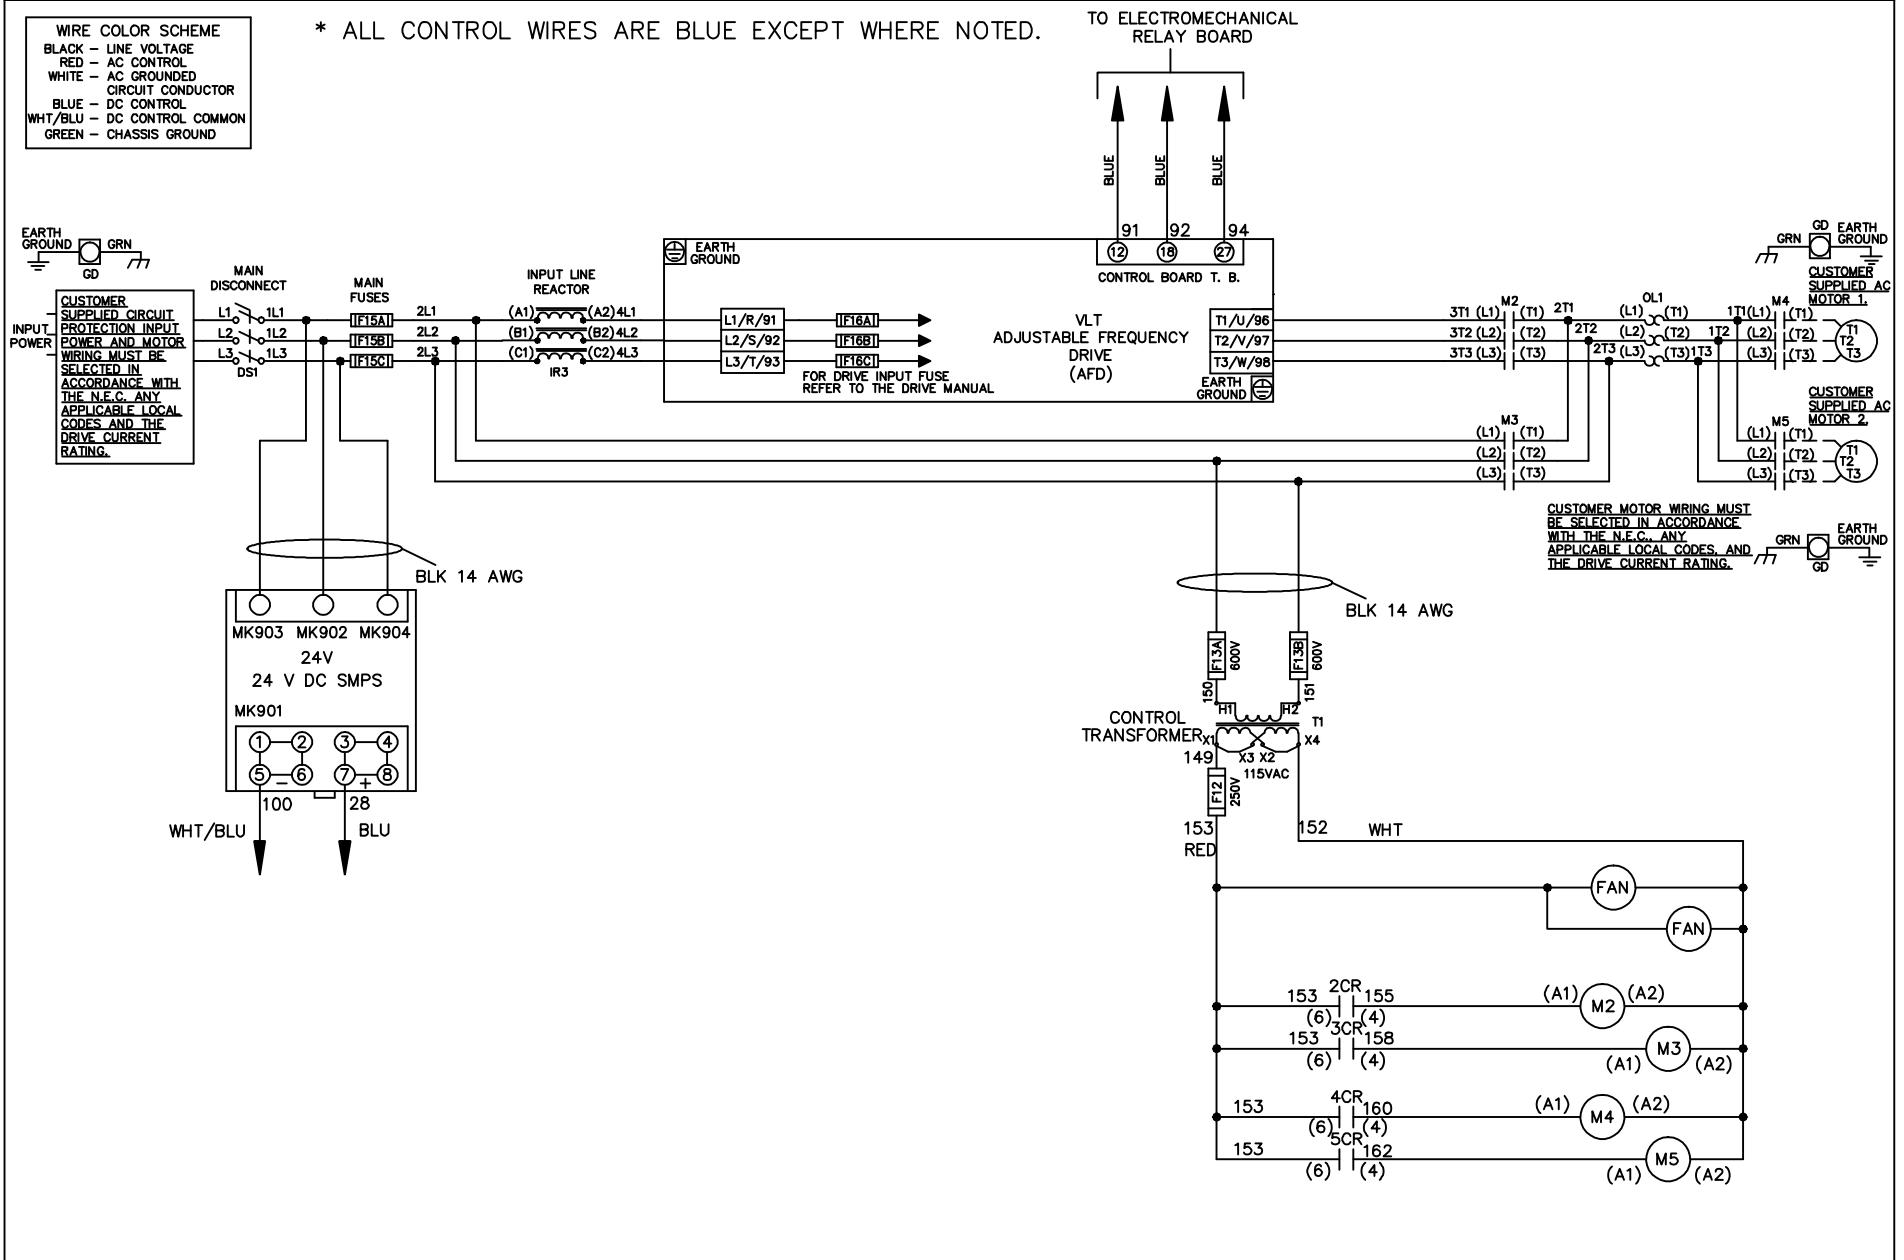 WIRE COLOR SCHEME
BLACK – LINE VOLTAGE
RED – AC CONTROL
WHITE – AC GROUNDED
CIRCUIT CONDUCTOR
BLUE – DC CONTROL
WHT/BLU – DC CONTROL COMMON
GREEN – CHASSIS GROUND
* ALL CONTROL WIRES ARE BLUE EXCEPT WHERE NOTED.
TO ELECTROMECHANICAL
RELAY BOARD
BLUE BLUE BLUE
91 92 94
12 18 27
CONTROL BOARD T. B.
EARTH
GROUND GRN
GD
INPUT
POWER
CUSTOMER
SUPPLIED CIRCUIT
PROTECTION INPUT
POWER AND MOTOR
WIRING MUST BE
SELECTED IN
ACCORDANCE WITH
THE N.E.C. ANY
APPLICABLE LOCAL
CODES AND THE
DRIVE CURRENT
RATING.
MAIN
DISCONNECT
L1 1L1
L2 1L2
L3 1L3
DS1
MAIN
FUSES
F15A
F15B
F15C
2L1
2L2
2L3
INPUT LINE
REACTOR
(A1) (A2) 4L1
(B1) (B2) 4L2
(C1) (C2) 4L3
IR3
EARTH
GROUND
L1/R/91
L2/S/92
L3/T/93
F16A
F16B
F16C
FOR DRIVE INPUT FUSE
REFER TO THE DRIVE MANUAL
VLT
ADJUSTABLE FREQUENCY
DRIVE
(AFD)
T1/U/96
T2/V/97
T3/W/98
EARTH
GROUND
M2
3T1 (L1) (T1) 2T1
3T2 (L2) (T2) 2T2
3T3 (L3) (T3) 2T3
OL1
(L1) (T1) 1T1
(L2) (T2) 1T2
(L3) (T3) 1T3
M4
(L1) (T1)
(L2) (T2)
(L3) (T3)
T1
T2
T3
GD EARTH
GRN GROUND
CUSTOMER
SUPPLIED AC
MOTOR 1.
M3
(L1) (T1)
(L2) (T2)
(L3) (T3)
CUSTOMER
SUPPLIED AC
MOTOR 2.
M5
(L1) (T1)
(L2) (T2)
(L3) (T3)
T1
T2
T3
CUSTOMER MOTOR WIRING MUST
BE SELECTED IN ACCORDANCE
WITH THE N.E.C., ANY
APPLICABLE LOCAL CODES, AND
THE DRIVE CURRENT RATING.
EARTH
GRN GROUND
GD
BLK 14 AWG
MK903 MK902 MK904
24V
24 V DC SMPS
MK901
1 2 3 4
5 – 6 7 + 8
100 28
WHT/BLU BLU
BLK 14 AWG
F13A 600V F13B 600V
150 151
H1 H2
CONTROL
TRANSFORMER
T1
X1 X3 X2 X4
149
115VAC
F12 250V
153
RED
152 WHT
FAN
FAN
153 2CR 155 (A1) M2 (A2)
(6) (4)
153 3CR 158 M3
(6) (4) (A1) (A2)
153 4CR 160 (A1) M4 (A2)
(6) (4)
153 5CR 162 M5
(6) (4) (A1) (A2)